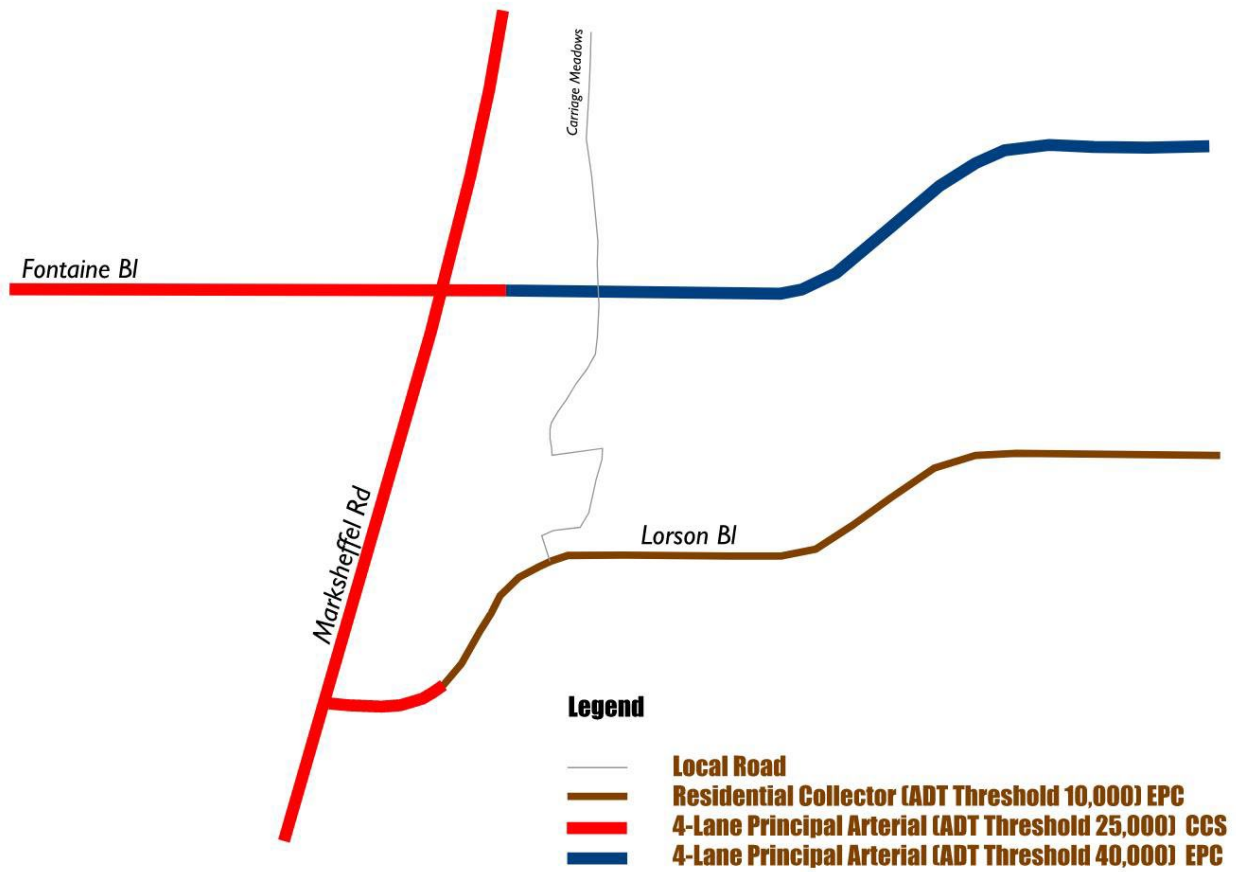 Carriage Meadows
Fontaine Bl
Marksheffel Rd
Lorson Bl
Legend
Local Road
Residential Collector (ADT Threshold 10,000) EPC
4-Lane Principal Arterial (ADT Threshold 25,000) CCS
4-Lane Principal Arterial (ADT Threshold 40,000) EPC